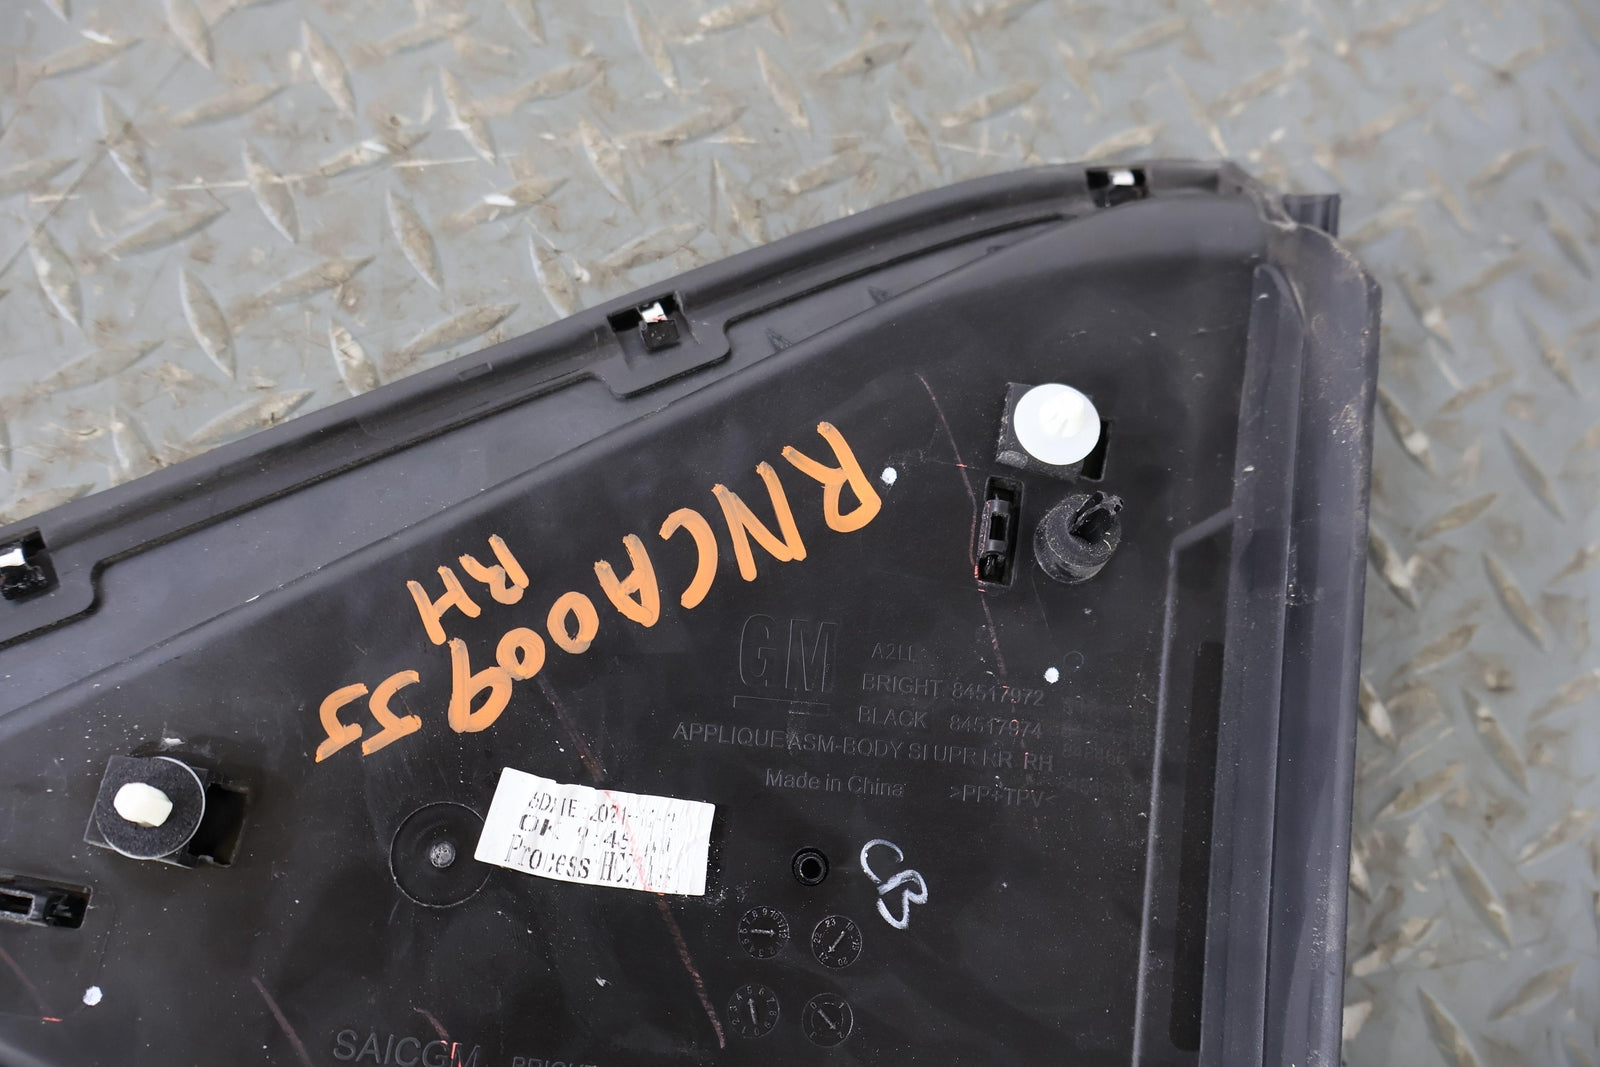 RNCA00955
RH
GM
A2LL
BRIGHT 84517972
BLACK 84517974
APPLIQUE ASM-BODY SI UPR RR RH
Made in China >PP+TPV<
OK
Process
CB
SAICGM